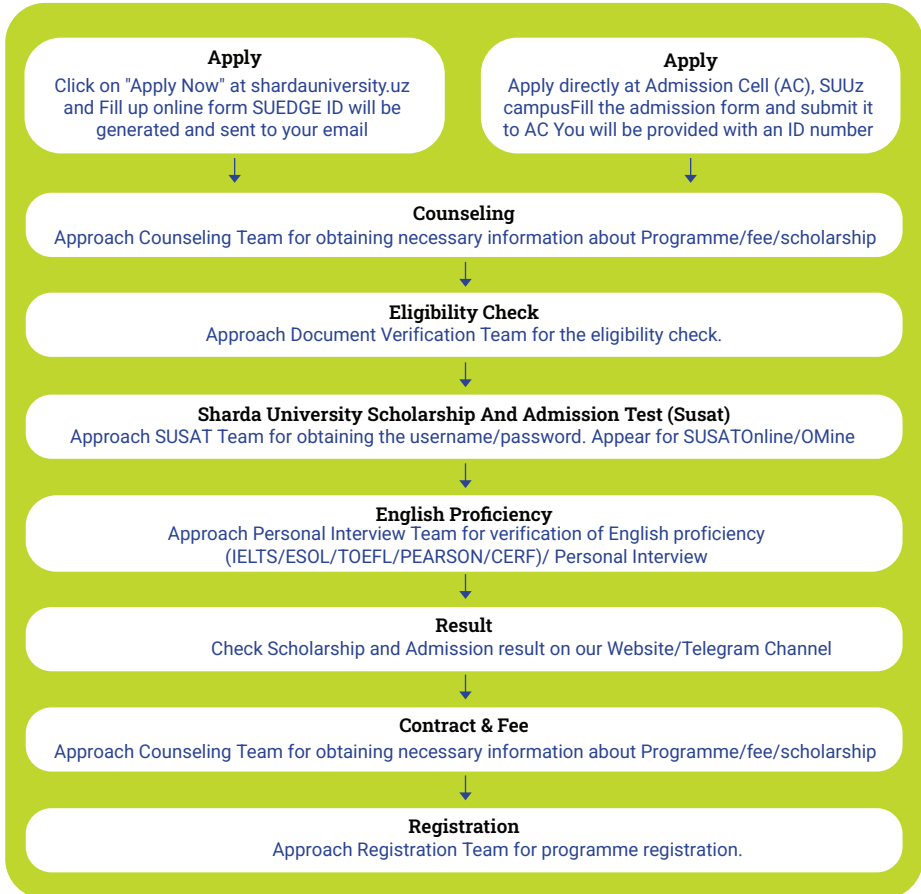 Apply
Click on "Apply Now" at shardauniversity.uz
and Fill up online form SUEDGE ID will be
generated and sent to your email
Apply
Apply directly at Admission Cell (AC), SUUz
campusFill the admission form and submit it
to AC You will be provided with an ID number
Counseling
Approach Counseling Team for obtaining necessary information about Programme/fee/scholarship
Eligibility Check
Approach Document Verification Team for the eligibility check.
Sharda University Scholarship And Admission Test (Susat)
Approach SUSAT Team for obtaining the username/password. Appear for SUSATOnline/OMine
English Proficiency
Approach Personal Interview Team for verification of English proficiency
(IELTS/ESOL/TOEFL/PEARSON/CERF)/ Personal Interview
Result
Check Scholarship and Admission result on our Website/Telegram Channel
Contract & Fee
Approach Counseling Team for obtaining necessary information about Programme/fee/scholarship
Registration
Approach Registration Team for programme registration.